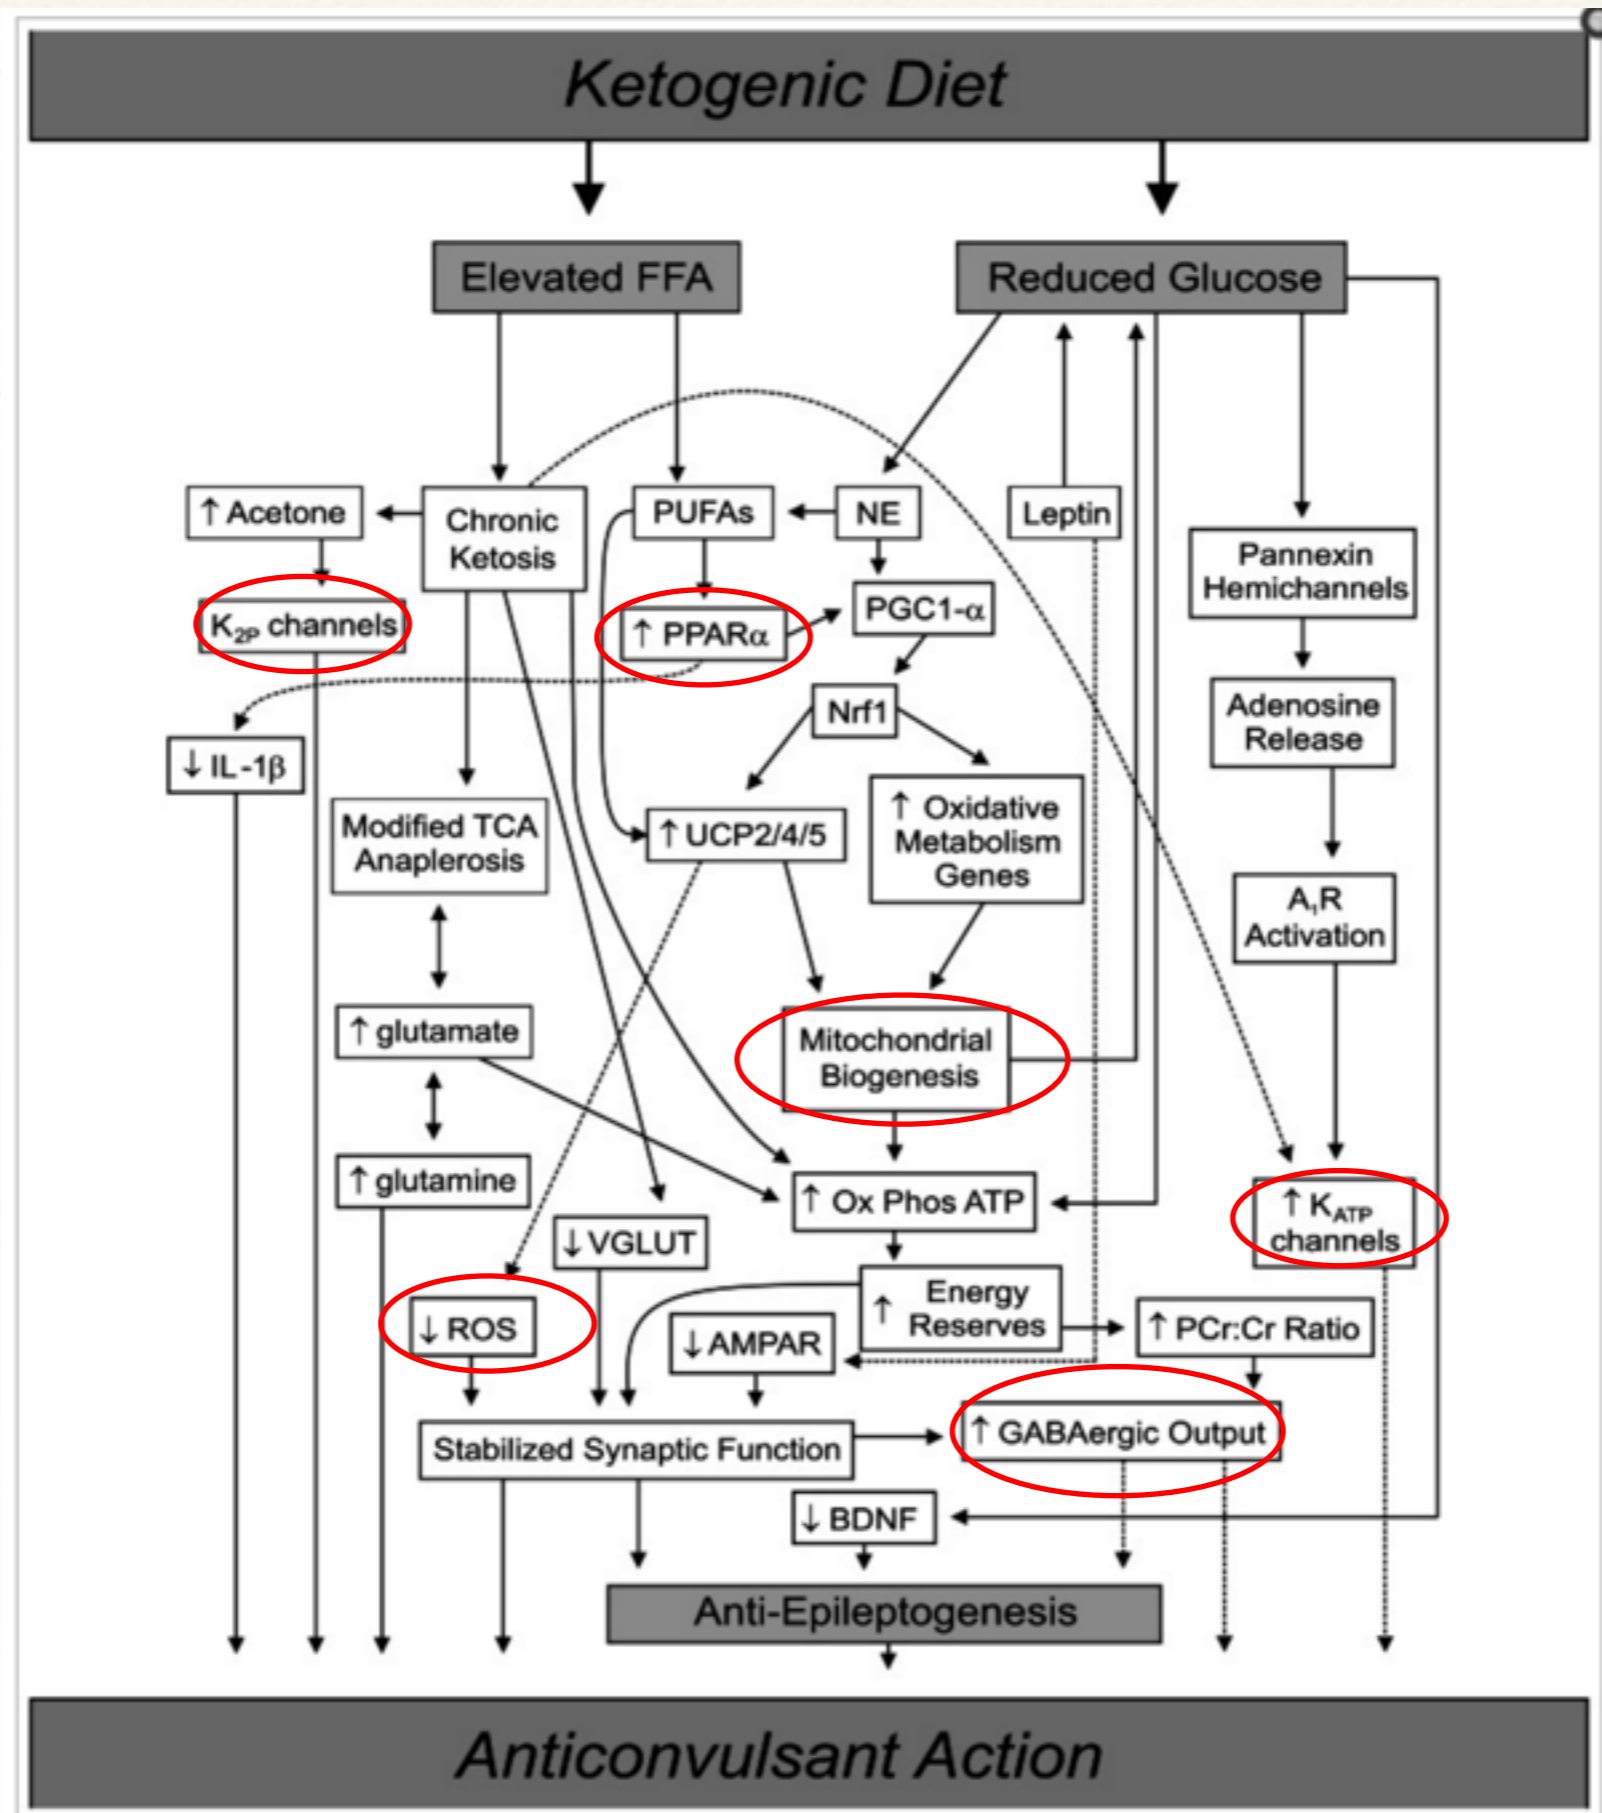 Ketogenic Diet
Elevated FFA
Reduced Glucose
↑ Acetone
Chronic
Ketosis
PUFAs
NE
Leptin
Pannexin
Hemichannels
K2P channels
↑ PPARα
PGC1-α
Adenosine
Release
Nrf1
↓ IL-1β
Modified TCA
Anaplerosis
↑ UCP2/4/5
↑ Oxidative
Metabolism
Genes
A1R
Activation
↑ glutamate
Mitochondrial
Biogenesis
↑ glutamine
↑ Ox Phos ATP
↑ KATP
channels
↓ VGLUT
↑ Energy
Reserves
↓ ROS
↓ AMPAR
↑ PCr:Cr Ratio
Stabilized Synaptic Function
↑ GABAergic Output
↓ BDNF
Anti-Epileptogenesis
Anticonvulsant Action